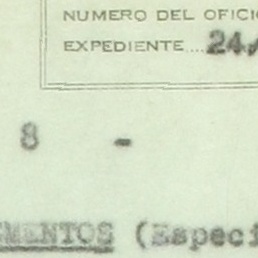 NUMERO DEL OFICI
EXPEDIENTE....24/
8 -
MENTOS (Especi